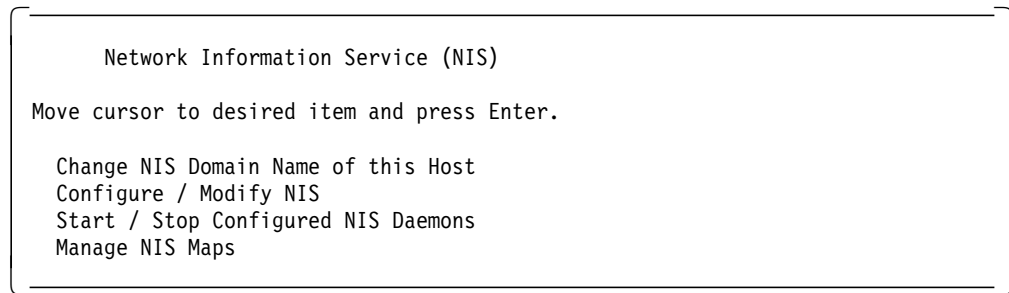 Network Information Service (NIS)
Move cursor to desired item and press Enter.
Change NIS Domain Name of this Host
Configure / Modify NIS
Start / Stop Configured NIS Daemons
Manage NIS Maps